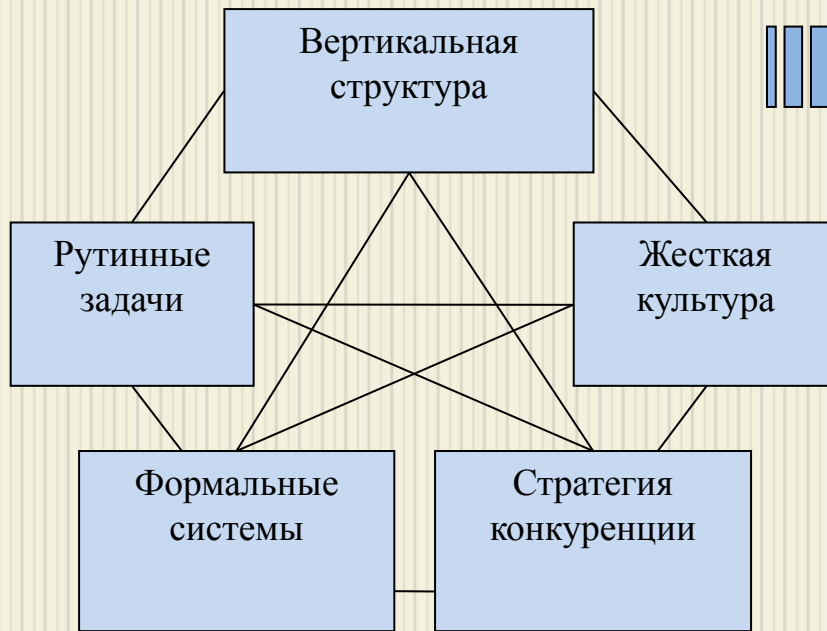 Вертикальная
структура
Рутинные
задачи
Жесткая
культура
Формальные
системы
Стратегия
конкуренции